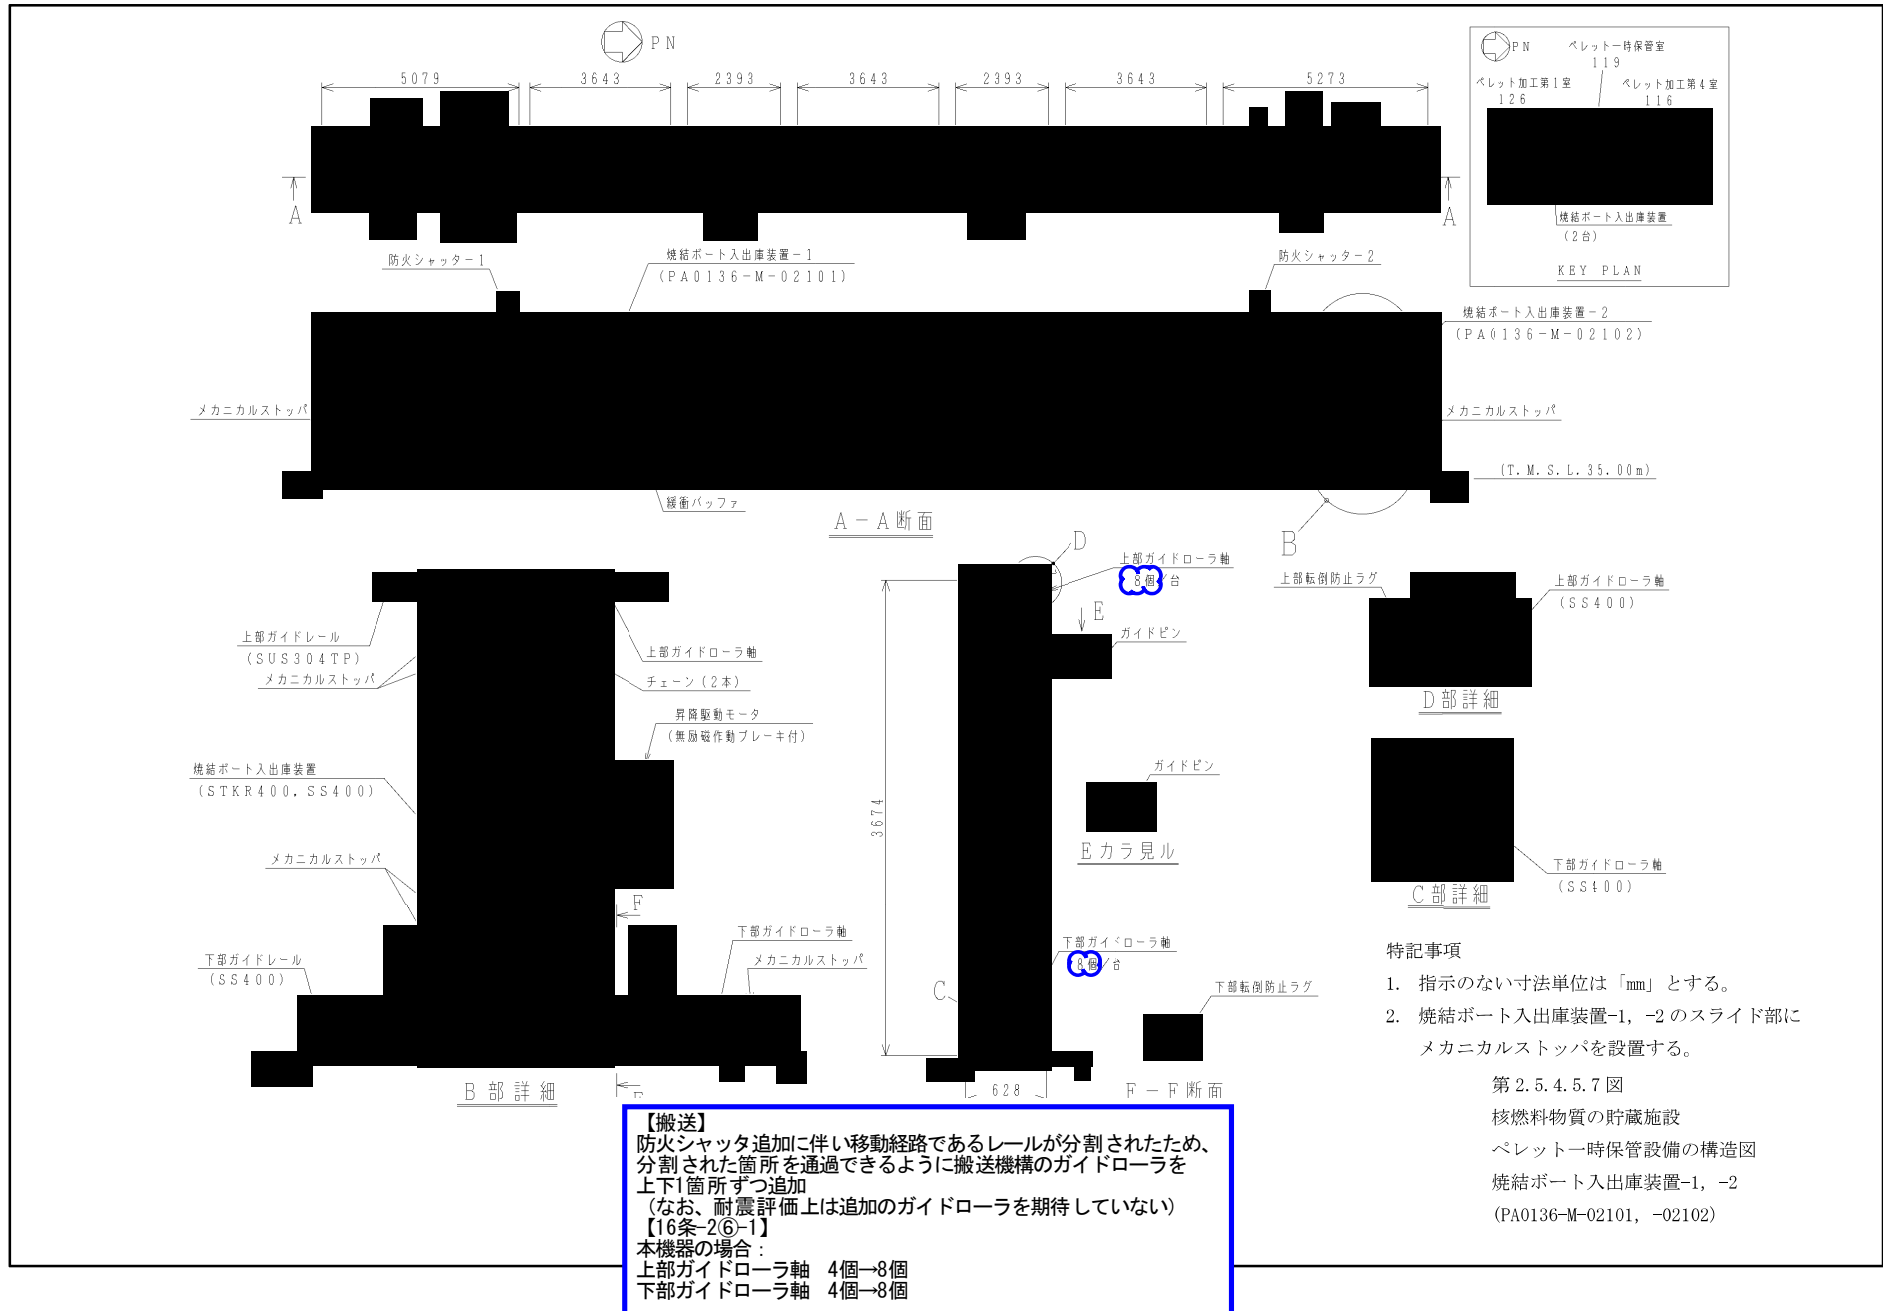 PN
5079
3643
2393
3643
2393
3643
5273
A
A
PN
ペレット一時保管室
119
ペレット加工第1室
126
ペレット加工第4室
116
焼結ボート入出庫装置
(2台)
KEY PLAN
防火シャッター1
焼結ボート入出庫装置-1
(PA0136-M-02101)
防火シャッター2
焼結ボート入出庫装置-2
(PA0136-M-02102)
メカニカルストッパ
メカニカルストッパ
(T.M.S.L.35.00m)
緩衝バッファ
A-A断面
B
上部ガイドレール
(SUS304TP)
メカニカルストッパ
上部ガイドローラ軸
チェーン(2本)
昇降駆動モータ
(無励磁作動ブレーキ付)
焼結ボート入出庫装置
(STKR400,SS400)
メカニカルストッパ
F
下部ガイドローラ軸
メカニカルストッパ
下部ガイドレール
(SS400)
B部詳細
D
上部ガイドローラ軸
8個/台
E
ガイドピン
3674
ガイドピン
Eカラ見ル
下部ガイドローラ軸
8個/台
C
下部転倒防止ラグ
628
F-F断面
上部転倒防止ラグ
上部ガイドローラ軸
(SS400)
D部詳細
下部ガイドローラ軸
(SS400)
C部詳細
特記事項
1. 指示のない寸法単位は「mm」とする。
2. 焼結ボート入出庫装置-1, -2のスライド部に
メカニカルストッパを設置する。
第2.5.4.5.7図
核燃料物質の貯蔵施設
ペレット一時保管設備の構造図
焼結ボート入出庫装置-1, -2
(PA0136-M-02101, -02102)
【搬送】
防火シャッタ追加に伴い移動経路であるレールが分割されたため、
分割された箇所を通過できるように搬送機構のガイドローラを
上下1箇所ずつ追加
(なお、耐震評価上は追加のガイドローラを期待していない)
【16条-2⑥-1】
本機器の場合：
上部ガイドローラ軸　4個→8個
下部ガイドローラ軸　4個→8個